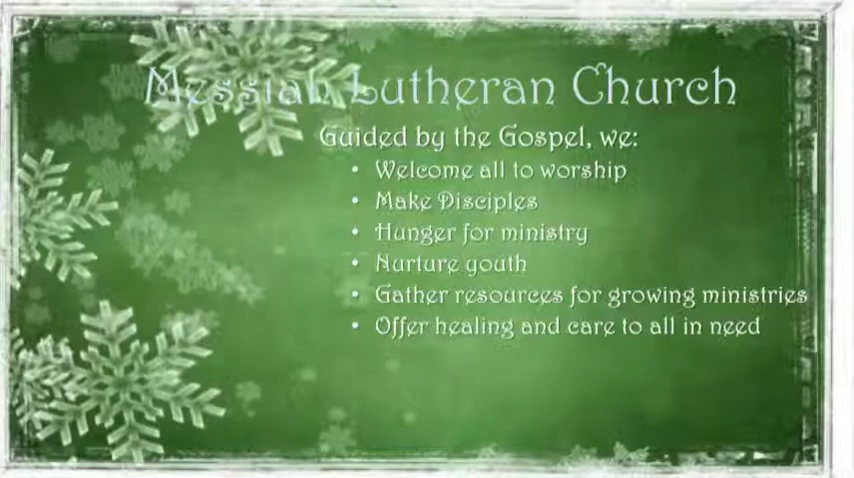 Messiah Lutheran Church
Guided by the Gospel, we:
• Welcome all to worship
• Make Disciples
• Hunger for ministry
• Nurture youth
• Gather resources for growing ministries
• Offer healing and care to all in need